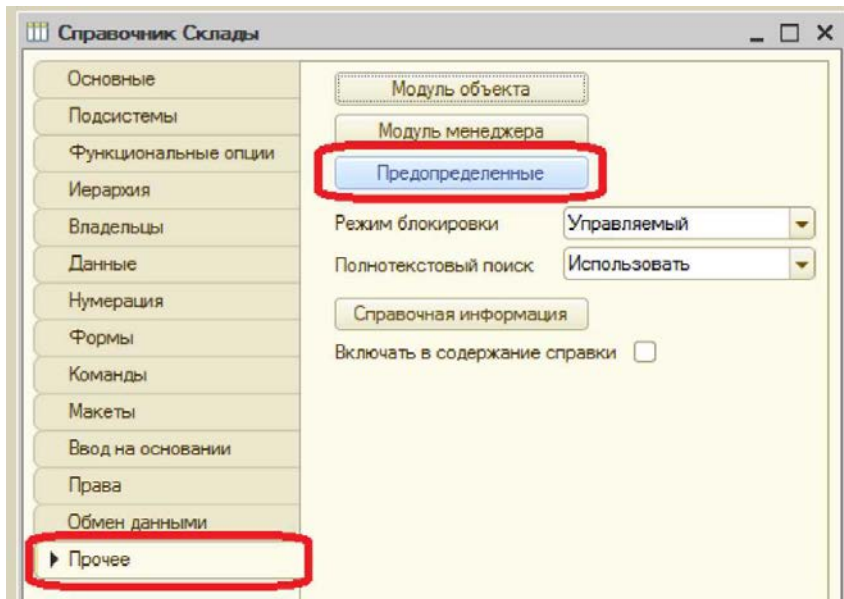 Справочник Склады
Основные
Подсистемы
Функциональные опции
Иерархия
Владельцы
Данные
Нумерация
Формы
Команды
Макеты
Ввод на основании
Права
Обмен данными
Прочее
Модуль объекта
Модуль менеджера
Предопределенные
Режим блокировки Управляемый
Полнотекстовый поиск Использовать
Справочная информация
Включать в содержание справки